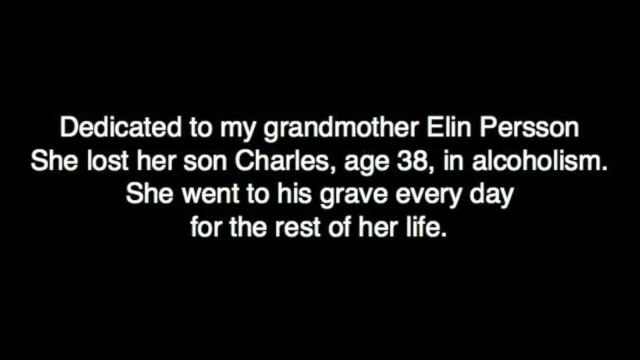 Dedicated to my grandmother Elin Persson
She lost her son Charles, age 38, in alcoholism.
She went to his grave every day
for the rest of her life.